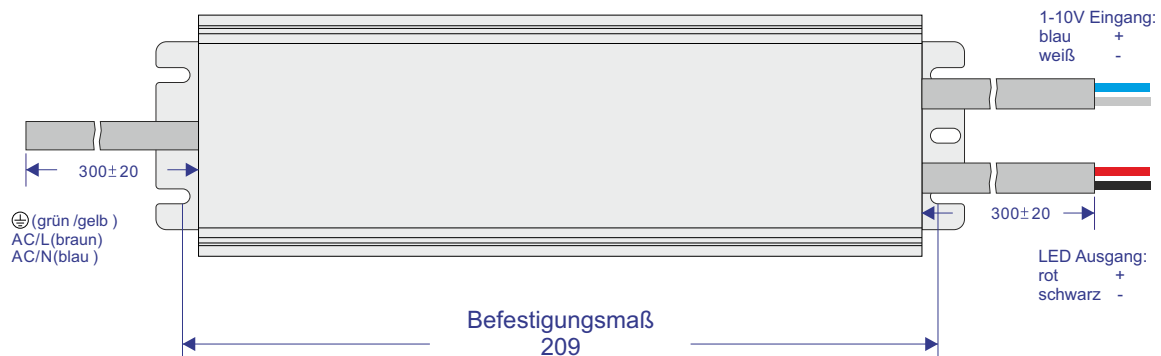 1-10V Eingang:
blau +
weiß -
300±20
⏚(grün /gelb )
AC/L(braun)
AC/N(blau )
300±20
LED Ausgang:
rot +
schwarz -
Befestigungsmaß
209